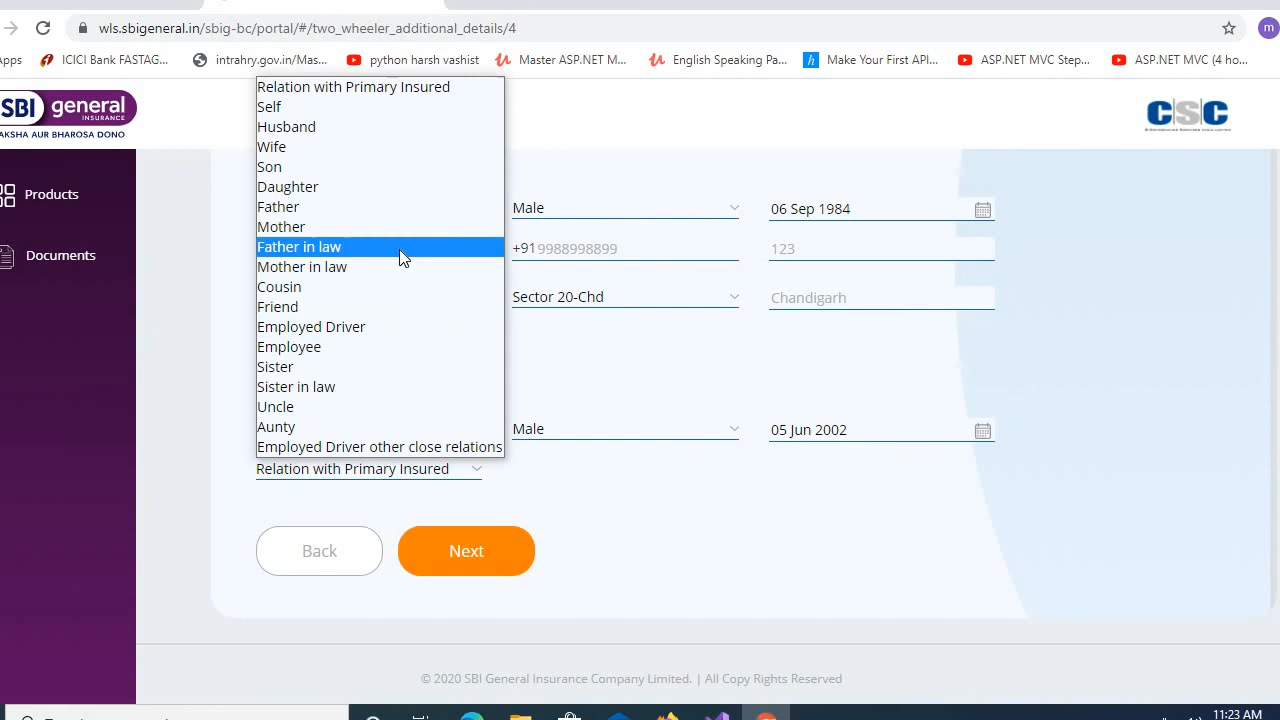 wls.sbigeneral.in/sbig-bc/portal/#/two_wheeler_additional_details/4
m
Apps ICICI Bank FASTAG... intrahry.gov.in/Mas... python harsh vashist Master ASP.NET M... English Speaking Pa... Make Your First API... ASP.NET MVC Step... ASP.NET MVC (4 ho...
SBI general
INSURANCE
AKSHA AUR BHAROSA DONO
CSC
Products
Documents
Relation with Primary Insured
Self
Husband
Wife
Son
Daughter
Father
Mother
Father in law
Mother in law
Cousin
Friend
Employed Driver
Employee
Sister
Sister in law
Uncle
Aunty
Employed Driver other close relations
Male 06 Sep 1984
+91 9988998899 123
Sector 20-Chd Chandigarh
Male 05 Jun 2002
Relation with Primary Insured
Back Next
© 2020 SBI General Insurance Company Limited. | All Copy Rights Reserved
11:23 AM